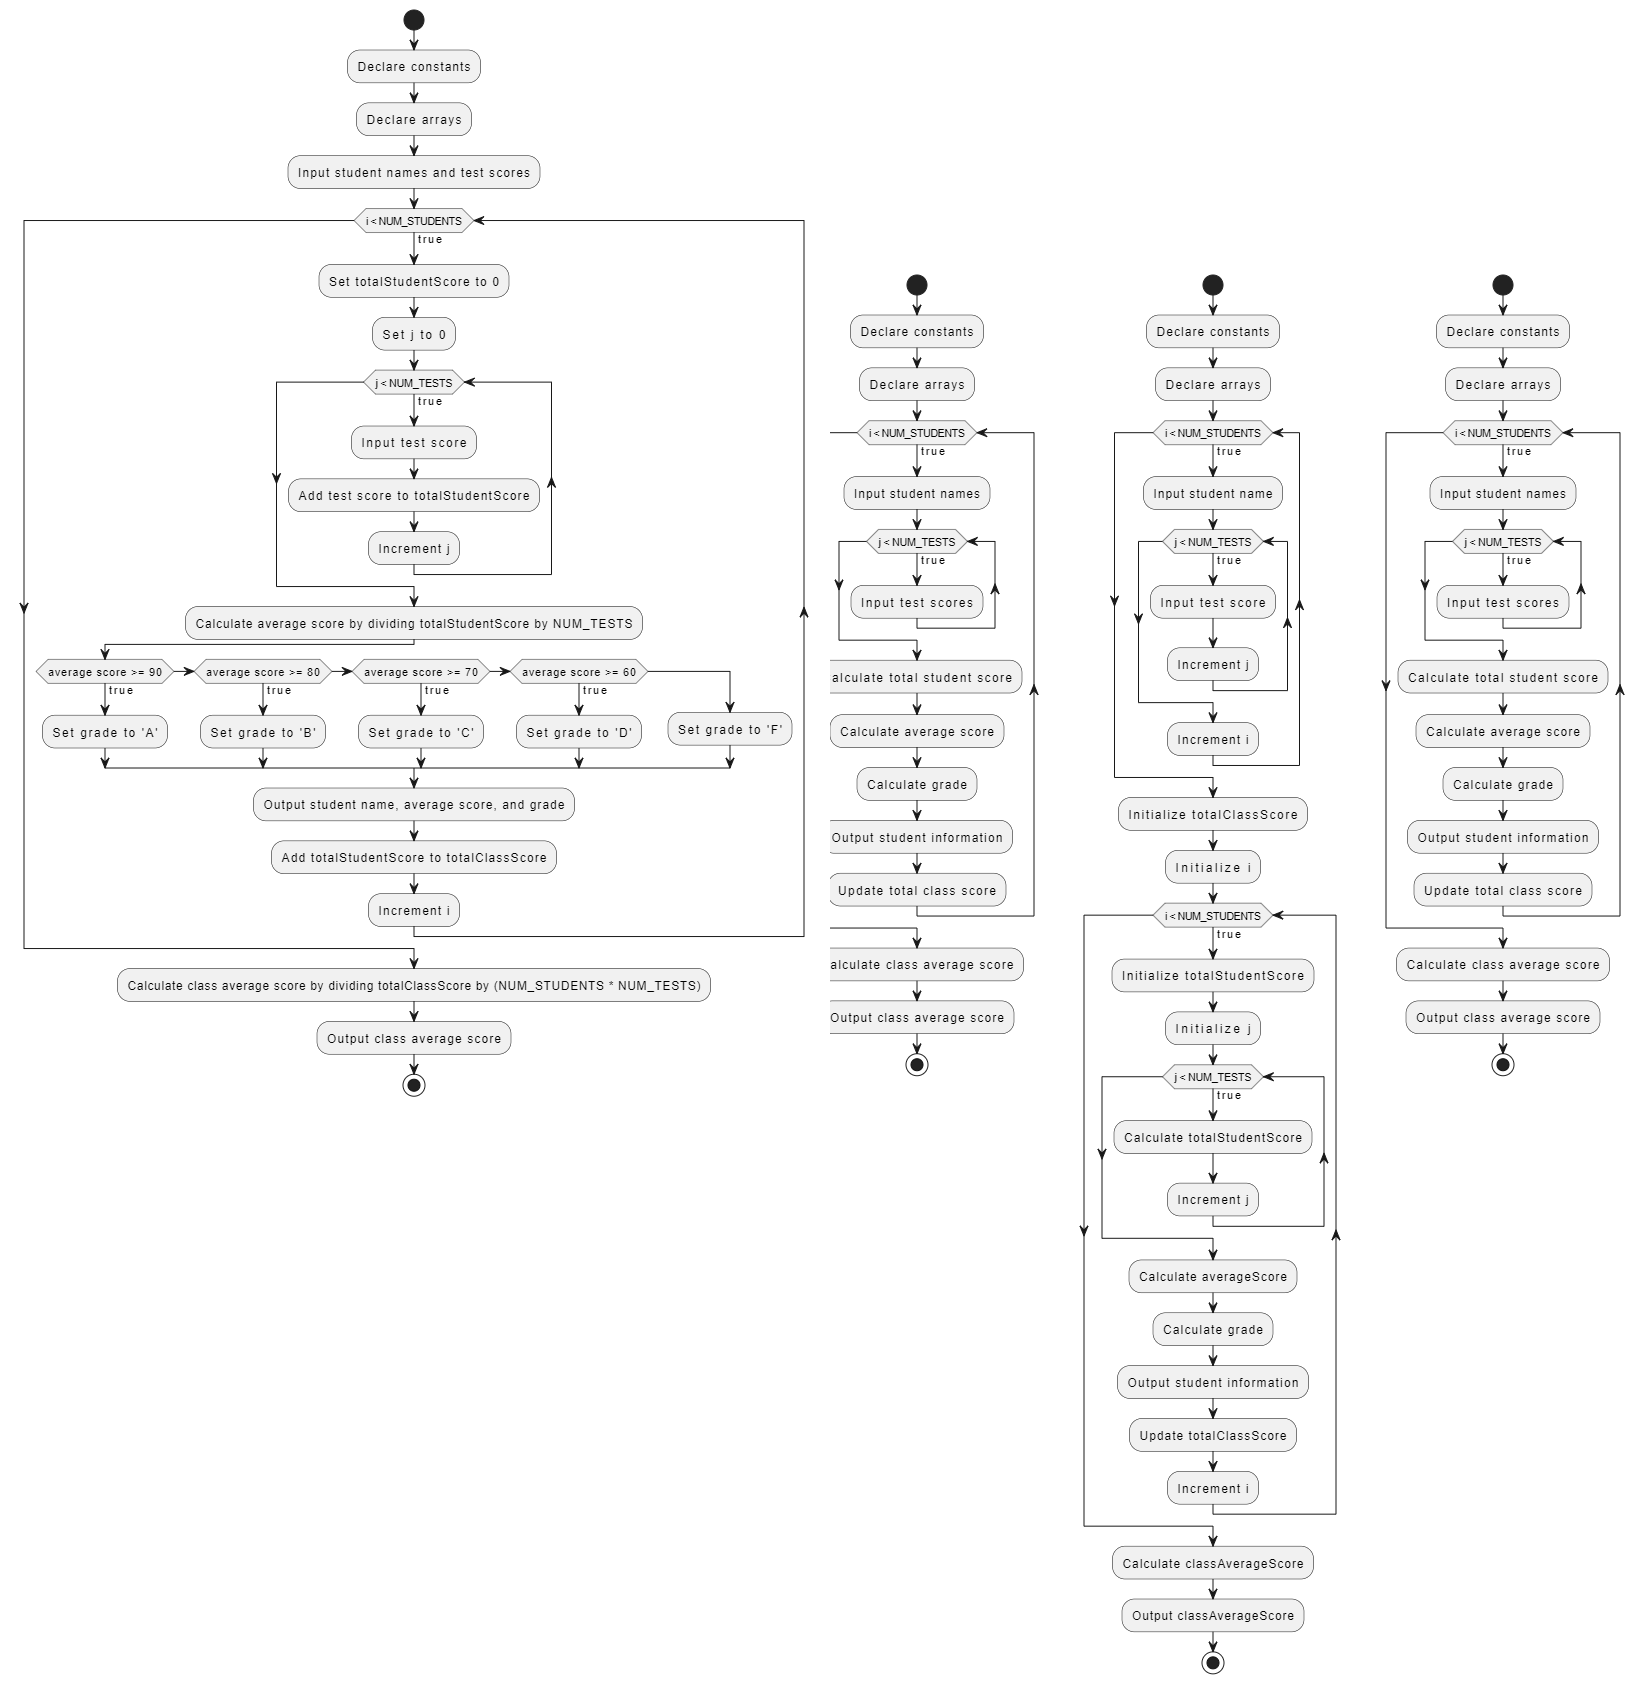 Declare constants
Declare arrays
Input student names and test scores
i < NUM_STUDENTS
true
Set totalStudentScore to 0
Set j to 0
j < NUM_TESTS
true
Input test score
Add test score to totalStudentScore
Increment j
Calculate average score by dividing totalStudentScore by NUM_TESTS
average score >= 90
true
Set grade to 'A'
average score >= 80
true
Set grade to 'B'
average score >= 70
true
Set grade to 'C'
average score >= 60
true
Set grade to 'D'
Set grade to 'F'
Output student name, average score, and grade
Add totalStudentScore to totalClassScore
Increment i
Calculate class average score by dividing totalClassScore by (NUM_STUDENTS * NUM_TESTS)
Output class average score
Declare constants
Declare arrays
i < NUM_STUDENTS
true
Input student names
j < NUM_TESTS
true
Input test scores
alculate total student score
Calculate average score
Calculate grade
Output student information
Update total class score
alculate class average score
Output class average score
Declare constants
Declare arrays
i < NUM_STUDENTS
true
Input student name
j < NUM_TESTS
true
Input test score
Increment j
Increment i
Initialize totalClassScore
Initialize i
i < NUM_STUDENTS
true
Initialize totalStudentScore
Initialize j
j < NUM_TESTS
true
Calculate totalStudentScore
Increment j
Calculate averageScore
Calculate grade
Output student information
Update totalClassScore
Increment i
Calculate classAverageScore
Output classAverageScore
Declare constants
Declare arrays
i < NUM_STUDENTS
true
Input student names
j < NUM_TESTS
true
Input test scores
Calculate total student score
Calculate average score
Calculate grade
Output student information
Update total class score
Calculate class average score
Output class average score